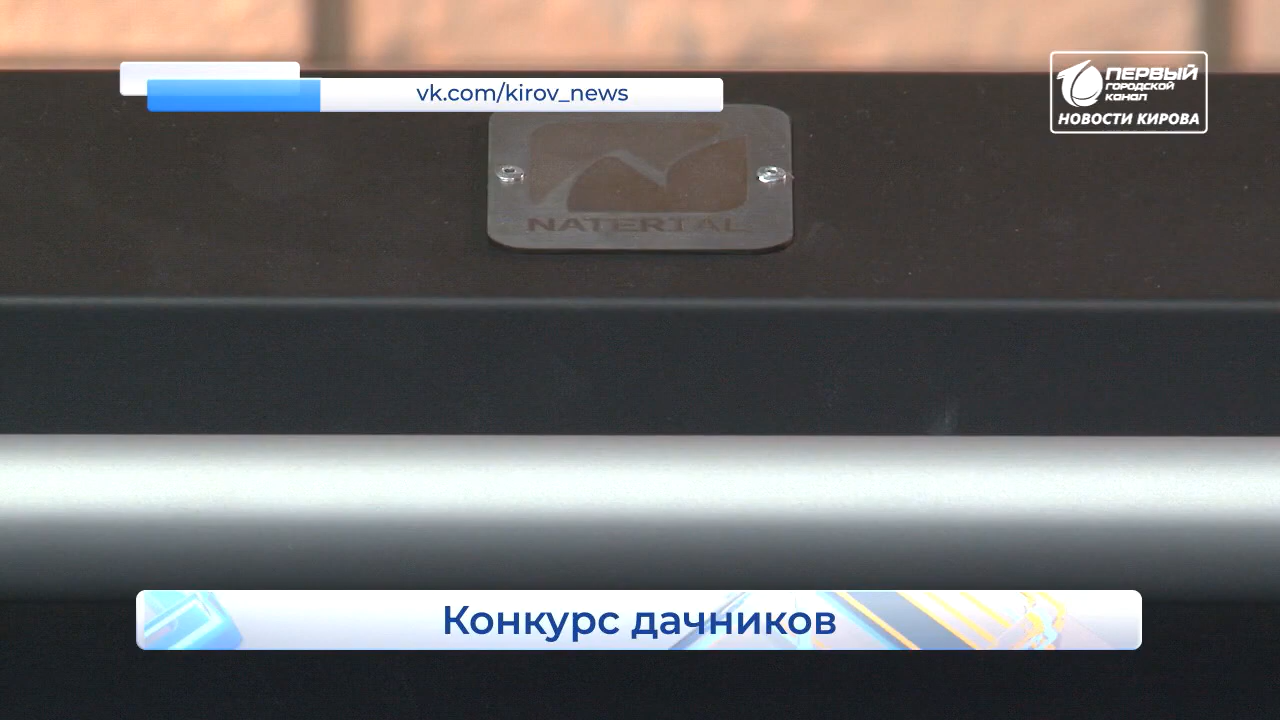 vk.com/kirov_news
ПЕРВЫЙ
ГОРОДСКОЙ
КАНАЛ
НОВОСТИ КИРОВА
NATERIAL
Конкурс дачников